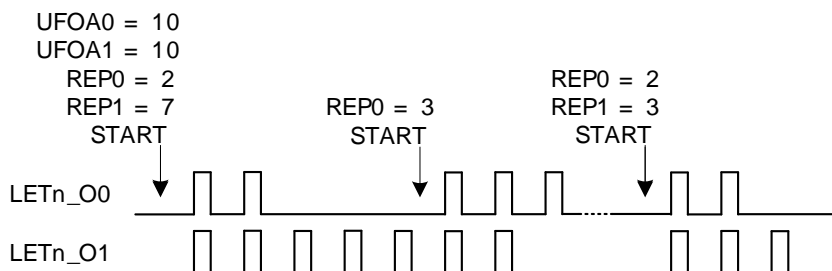 UFOA0 = 10
UFOA1 = 10
REP0 = 2
REP1 = 7
START
REP0 = 3
START
REP0 = 2
REP1 = 3
START
LETn_O0
LETn_O1